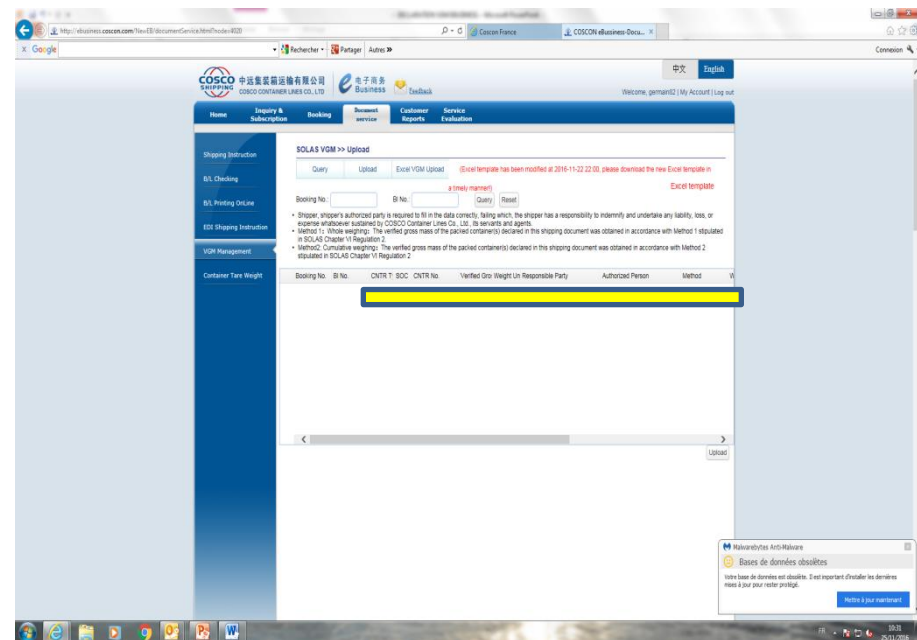 http://ebusiness.coscon.com/NewEB/documentService.html?node=4020
Coscon France
COSCON eBussiness-Docu...
x Google
Rechercher
Partager
Autres »
Connexion
中文 English
COSCO SHIPPING
中远集装箱运输有限公司
COSCO CONTAINER LINES CO., LTD
电子商务
Business
Feedback
Welcome, germain02 | My Account | Log out
Home
Inquiry & Subscription
Booking
Document service
Customer Reports
Service Evaluation
Shipping Instruction
B/L Checking
B/L Printing OnLine
EDI Shipping Instruction
VGM Management
Container Tare Weight
SOLAS VGM >> Upload
Query Upload Excel VGM Upload (Excel template has been modified at 2016-11-22 22:00, please download the new Excel template in
a timely manner!) Excel template
Booking No.: Bl No. Query Reset
Shipper, shipper's authorized party is required to fill in the data correctly, failing which, the shipper has a responsibility to indemnify and undertake any liability, loss, or
expense whatsoever sustained by COSCO Container Lines Co., Ltd., its servants and agents.
Method 1: Whole weighing: The verified gross mass of the packed container(s) declared in this shipping document was obtained in accordance with Method 1 stipulated
in SOLAS Chapter VI Regulation 2.
Method2: Cumulative weighing: The verified gross mass of the packed container(s) declared in this shipping document was obtained in accordance with Method 2
stipulated in SOLAS Chapter VI Regulation 2
Booking No. Bl No. CNTR T SOC CNTR No. Verified Gro Weight Un Responsible Party Authorized Person Method W
Upload
Malwarebytes Anti-Malware
Bases de données obsolètes
Votre base de données est obsolète. Il est important d'installer les dernières
mises à jour pour rester protégé.
Mettre à jour maintenant
FR
10:31
25/11/2016